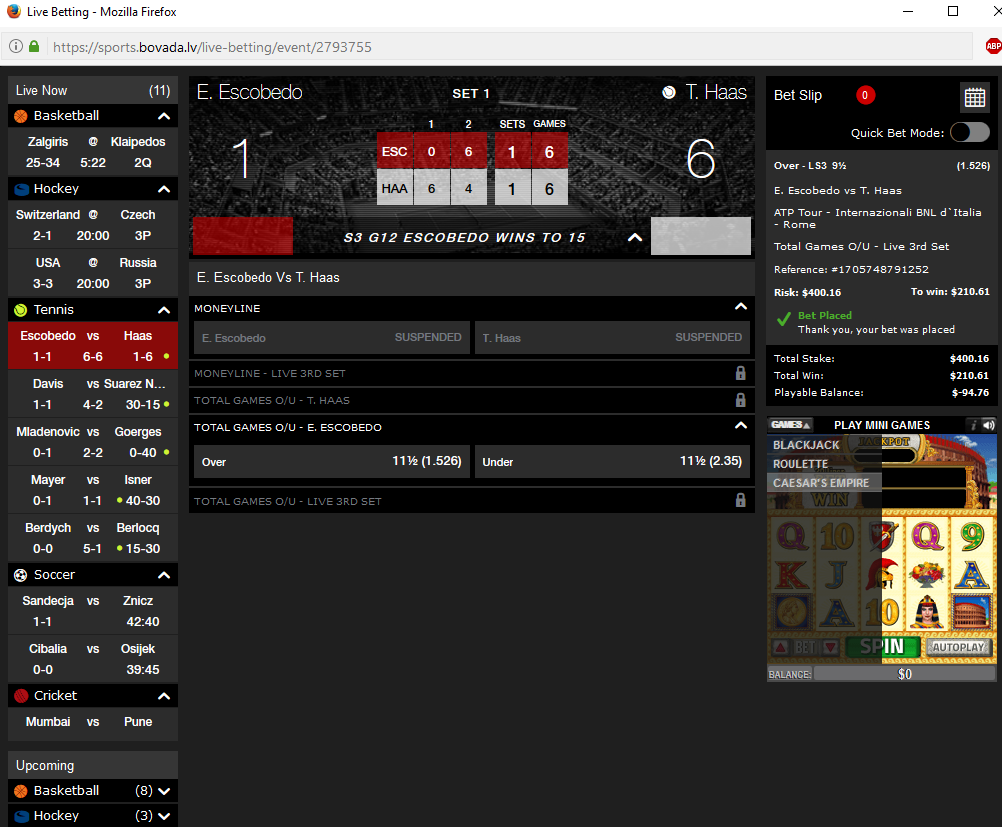 Live Betting - Mozilla Firefox
https://sports.bovada.lv/live-betting/event/2793755
ABP
Live Now (11)
Basketball
Zalgiris @ Klaipedos
25-34 5:22 2Q
Hockey
Switzerland @ Czech
2-1 20:00 3P
USA @ Russia
3-3 20:00 3P
Tennis
Escobedo vs Haas
1-1 6-6 1-6
Davis vs Suarez N...
1-1 4-2 30-15
Mladenovic vs Goerges
0-1 2-2 0-40
Mayer vs Isner
0-1 1-1 40-30
Berdych vs Berlocq
0-0 5-1 15-30
Soccer
Sandecja vs Znicz
1-1 42:40
Cibalia vs Osijek
0-0 39:45
Cricket
Mumbai vs Pune
Upcoming
Basketball (8)
Hockey (3)
E. Escobedo SET 1 T. Haas
1 2 SETS GAMES
1 ESC 0 6 1 6 6
HAA 6 4 1 6
S3 G12 ESCOBEDO WINS TO 15
E. Escobedo Vs T. Haas
MONEYLINE
E. Escobedo SUSPENDED T. Haas SUSPENDED
MONEYLINE - LIVE 3RD SET
TOTAL GAMES O/U - T. HAAS
TOTAL GAMES O/U - E. ESCOBEDO
Over 11½ (1.526) Under 11½ (2.35)
TOTAL GAMES O/U - LIVE 3RD SET
Bet Slip 0
Quick Bet Mode:
Over - LS3 9½ (1.526)
E. Escobedo vs T. Haas
ATP Tour - Internazionali BNL d`Italia
- Rome
Total Games O/U - Live 3rd Set
Reference: #1705748791252
Risk: $400.16 To win: $210.61
Bet Placed
Thank you, your bet was placed
Total Stake: $400.16
Total Win: $210.61
Playable Balance: $-94.76
GAMES PLAY MINI GAMES i
BLACKJACK JACKPOT
ROULETTE
CAESAR'S EMPIRE
WIN
Q 10 Q 9
K J A
A 10
BET SPIN AUTOPLAY
BALANCE: $0